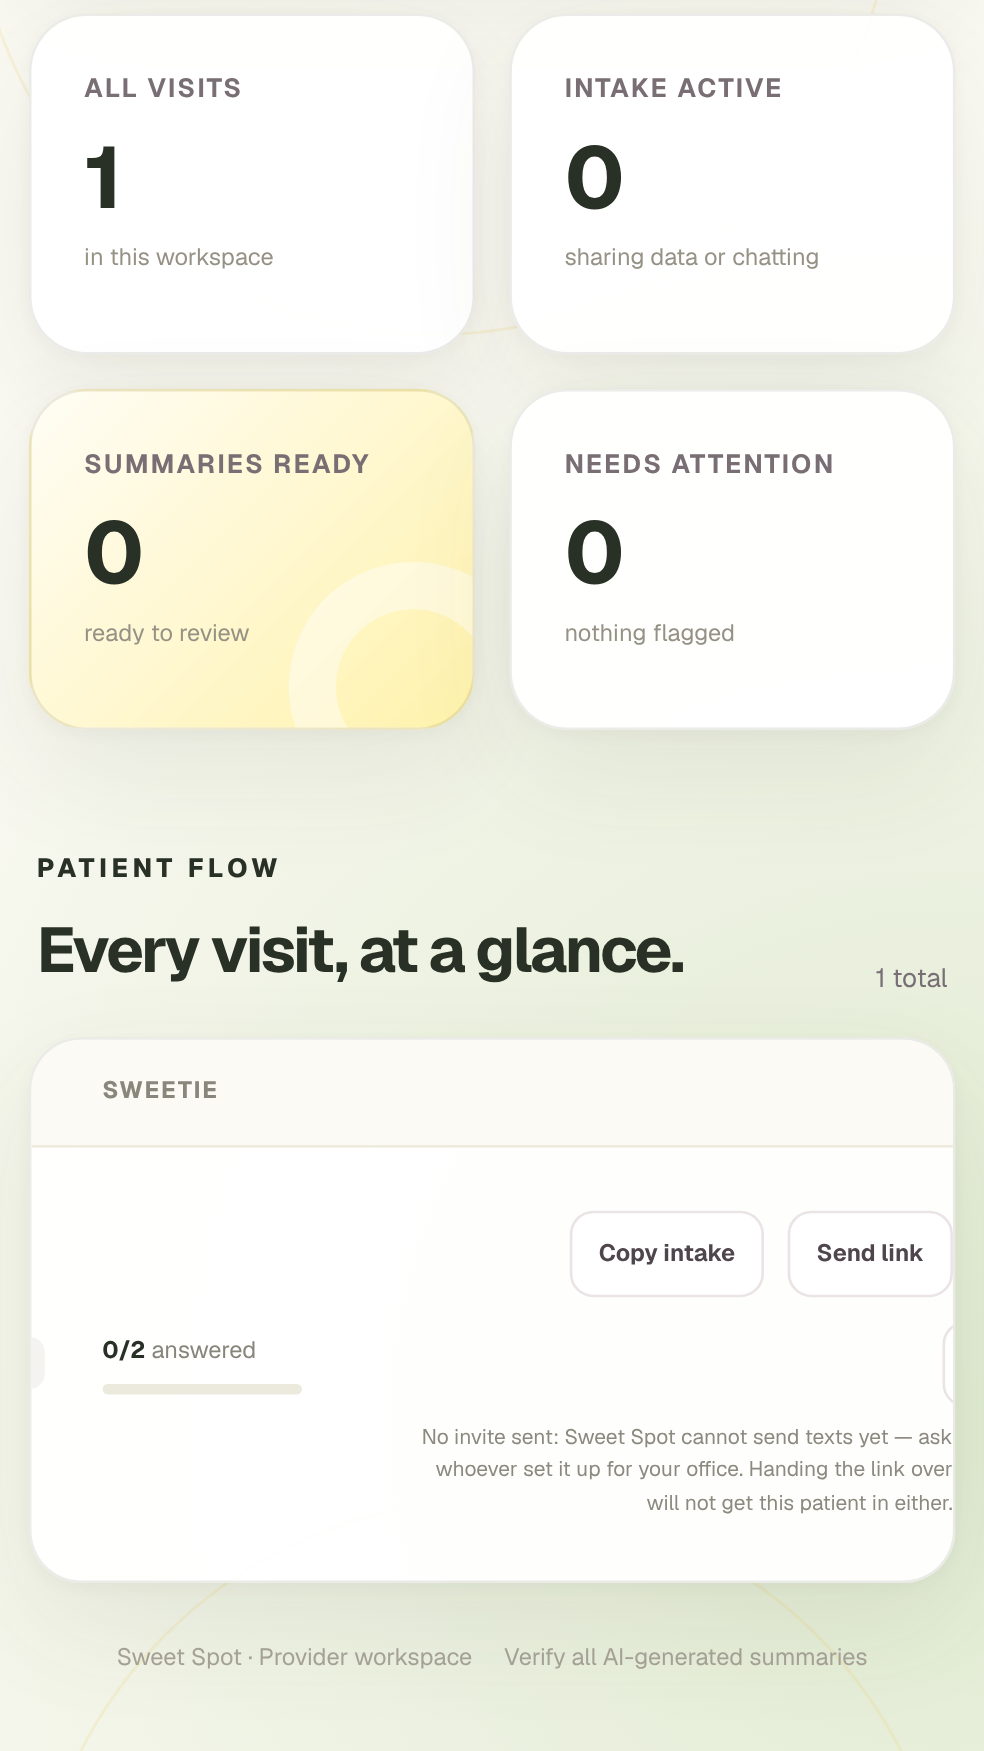 ALL VISITS
1
in this workspace
INTAKE ACTIVE
0
sharing data or chatting
SUMMARIES READY
0
ready to review
NEEDS ATTENTION
0
nothing flagged
PATIENT FLOW
Every visit, at a glance.
1 total
SWEETIE
Copy intake
Send link
0/2 answered
No invite sent: Sweet Spot cannot send texts yet — ask
whoever set it up for your office. Handing the link over
will not get this patient in either.
Sweet Spot · Provider workspace
Verify all AI-generated summaries